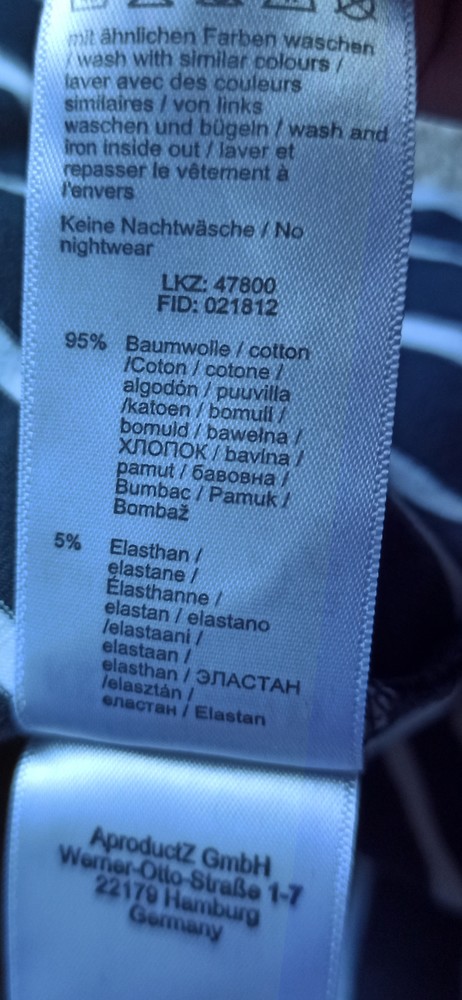 mit ähnlichen Farben waschen
/ wash with similar colours /
laver avec des couleurs
similaires / von links
waschen und bügeln / wash and
iron inside out / laver et
repasser le vêtement à
l'envers
Keine Nachtwäsche / No
nightwear
LKZ: 47800
FID: 021812
95% Baumwolle / cotton
/Coton / cotone /
algodón / puuvilla
/katoen / bomull /
bomuld / bawełna /
ХЛОПОК / bavlna /
pamut / бавовна /
Bumbac / Pamuk /
Bombaž
5% Elasthan /
elastane /
Élasthanne /
elastan / elastano
/elastaani /
elastaan /
elasthan / ЭЛАСТАН
/elasztán /
еластан / Elastan
AproductZ GmbH
Werner-Otto-Straße 1-7
22179 Hamburg
Germany